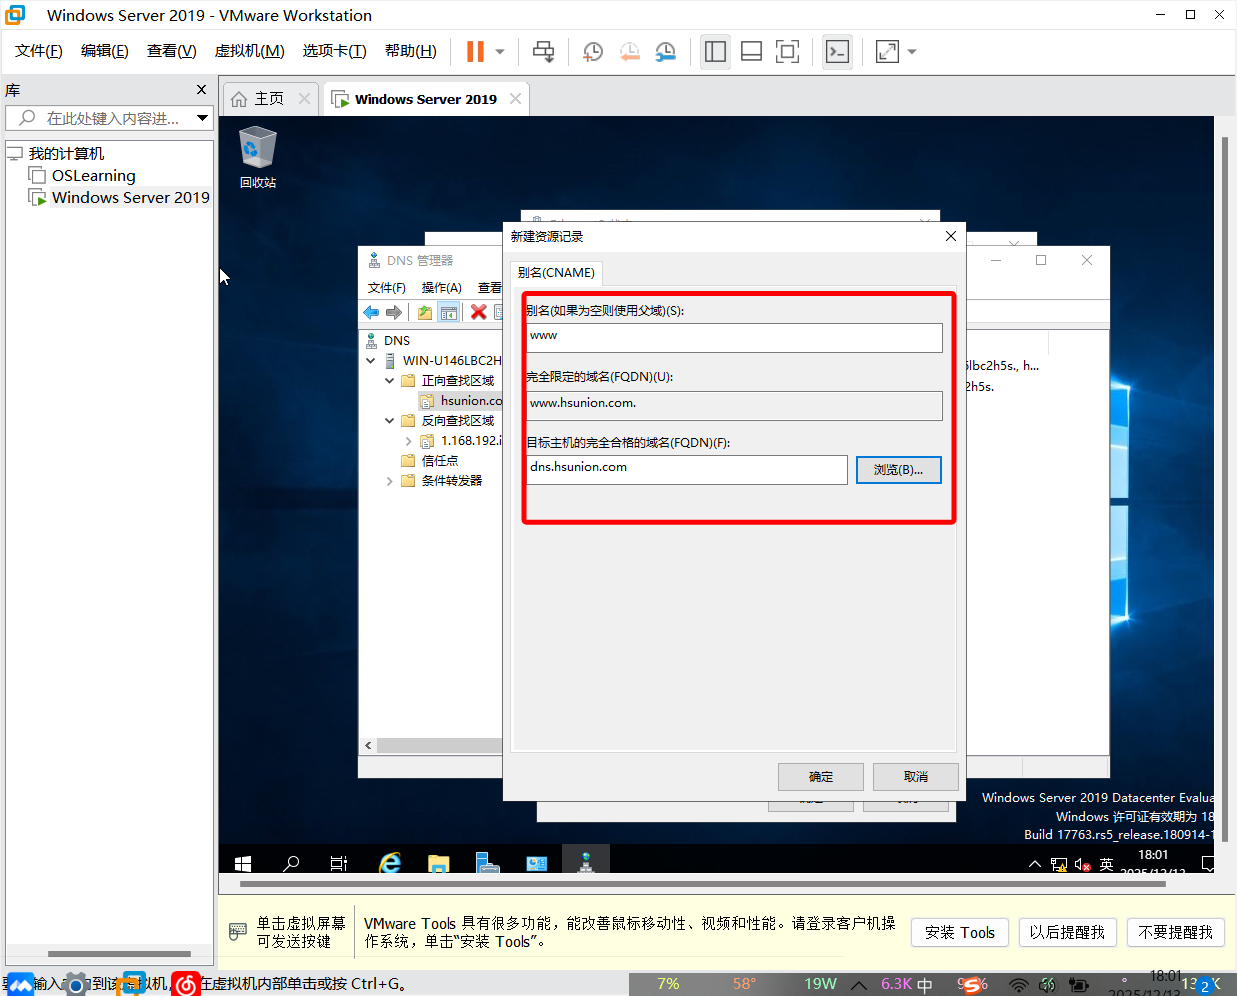 Windows Server 2019 - VMware Workstation
文件(F) 编辑(E) 查看(V) 虚拟机(M) 选项卡(T) 帮助(H)
库
在此处键入内容进...
我的计算机
OSLearning
Windows Server 2019
主页
Windows Server 2019
回收站
DNS 管理器
文件(F) 操作(A) 查看
DNS
WIN-U146LBC2H
正向查找区域
hsunion.co
反向查找区域
1.168.192.i
信任点
条件转发器
新建资源记录
别名(CNAME)
别名(如果为空则使用父域)(S):
www
完全限定的域名(FQDN)(U):
www.hsunion.com.
目标主机的完全合格的域名(FQDN)(F):
dns.hsunion.com
浏览(B)...
确定
取消
lbc2h5s., h...
2h5s.
Windows Server 2019 Datacenter Evalua
Windows 许可证有效期为 18
Build 17763.rs5_release.180914-1
英
18:01
2025/12/13
单击虚拟屏幕
可发送按键
VMware Tools 具有很多功能，能改善鼠标移动性、视频和性能。请登录客户机操
作系统，单击“安装 Tools”。
安装 Tools
以后提醒我
不要提醒我
在虚拟机内部单击或按 Ctrl+G。
7%
58°
19W
6.3K
中
18:01
2025/12/13
2